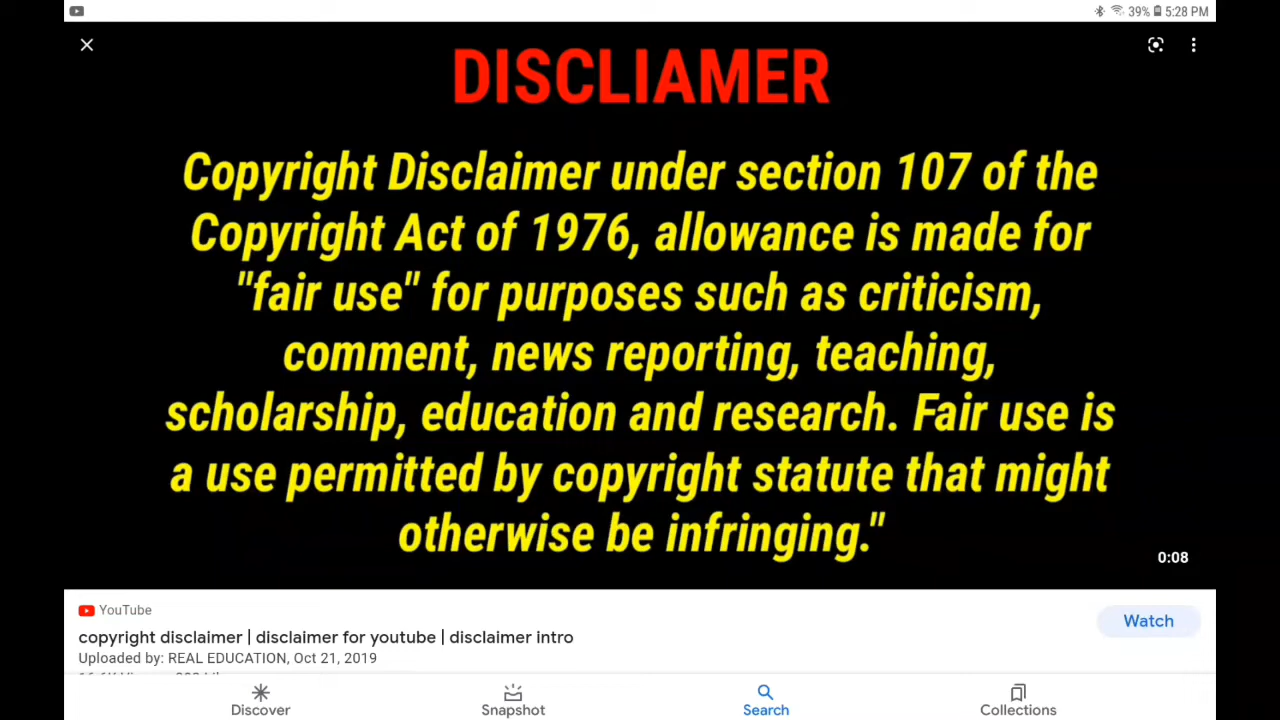 39% 5:28 PM
DISCLIAMER
Copyright Disclaimer under section 107 of the
Copyright Act of 1976, allowance is made for
"fair use" for purposes such as criticism,
comment, news reporting, teaching,
scholarship, education and research. Fair use is
a use permitted by copyright statute that might
otherwise be infringing."
0:08
YouTube
copyright disclaimer | disclaimer for youtube | disclaimer intro
Watch
Uploaded by: REAL EDUCATION, Oct 21, 2019
Discover Snapshot Search Collections